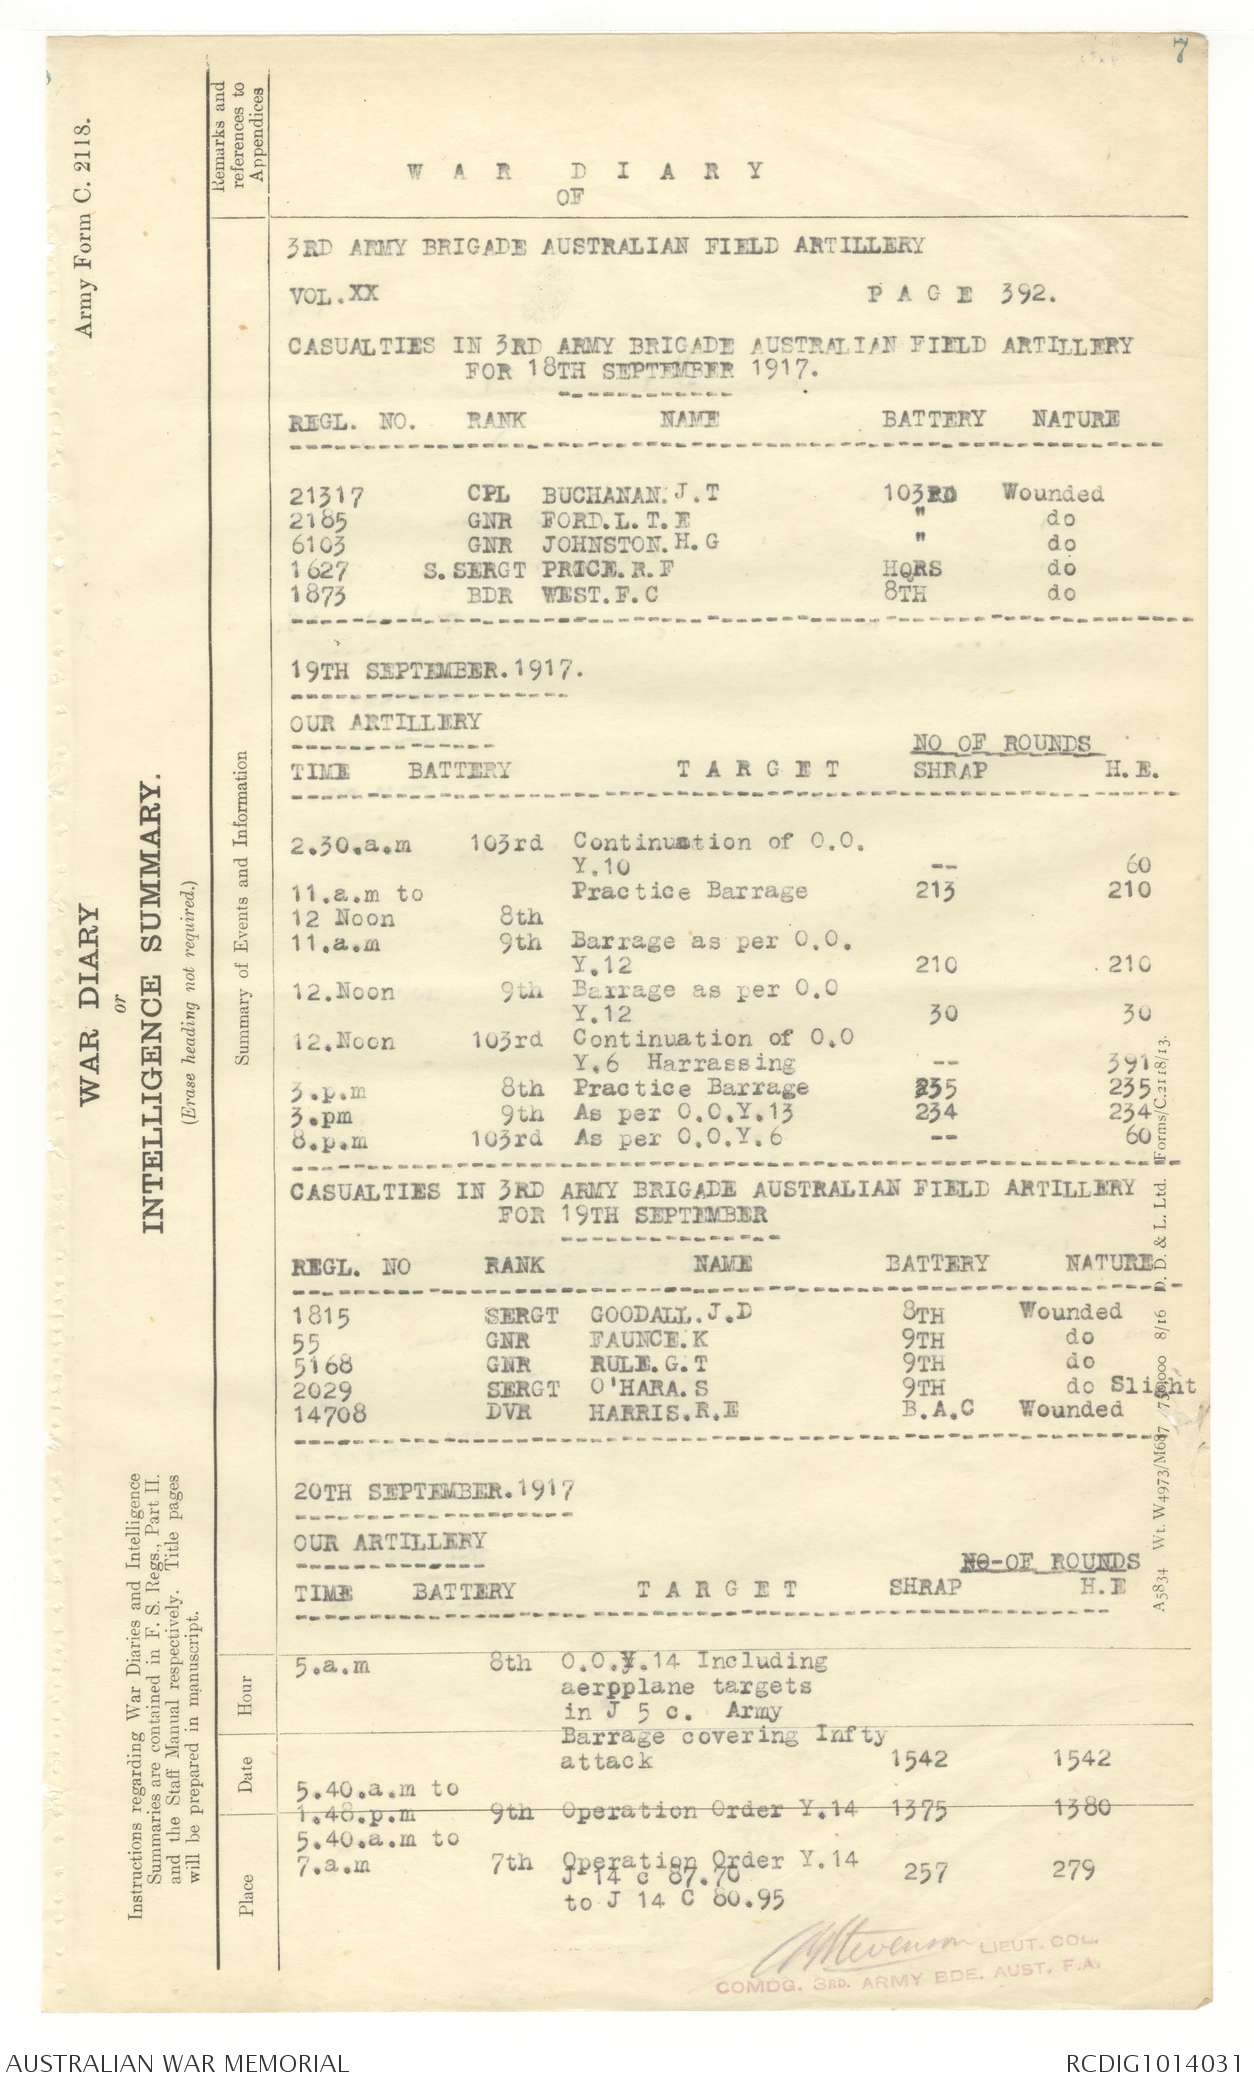 7
Army Form C. 2118.
WAR DIARY
or
INTELLIGENCE SUMMARY.
(Erase heading not required.)
Instructions regarding War Diaries and Intelligence
Summaries are contained in F. S. Regs., Part II.
and the Staff Manual respectively. Title pages
will be prepared in manuscript.
Remarks and
references to
Appendices
Summary of Events and Information
Hour
Date
Place
W A R D I A R Y
OF
3RD ARMY BRIGADE AUSTRALIAN FIELD ARTILLERY
VOL.XX P A G E 392.
CASUALTIES IN 3RD ARMY BRIGADE AUSTRALIAN FIELD ARTILLERY
FOR 18TH SEPTEMBER 1917.
REGL. NO. RANK NAME BATTERY NATURE
21317 CPL BUCHANAN.J.T 103RD Wounded
2185 GNR FORD.L.T.E " do
6103 GNR JOHNSTON.H.G " do
1627 S.SERGT PRICE.R.F HQRS do
1873 BDR WEST.F.C 8TH do
19TH SEPTEMBER.1917.
OUR ARTILLERY
NO OF ROUNDS
TIME BATTERY T A R G E T SHRAP H.E.
2.30.a.m 103rd Continuation of O.O.
Y.10 -- 60
11.a.m to Practice Barrage 213 210
12 Noon 8th
11.a.m 9th Barrage as per O.O.
Y.12 210 210
12.Noon 9th Barrage as per O.O
Y.12 30 30
12.Noon 103rd Continuation of O.O
Y.6 Harrassing -- 391
3.p.m 8th Practice Barrage 235 235
3.pm 9th As per O.O.Y.13 234 234
8.p.m 103rd As per O.O.Y.6 -- 60
CASUALTIES IN 3RD ARMY BRIGADE AUSTRALIAN FIELD ARTILLERY
FOR 19TH SEPTEMBER
REGL. NO RANK NAME BATTERY NATURE
1815 SERGT GOODALL.J.D 8TH Wounded
55 GNR FAUNCE.K 9TH do
5168 GNR RULE.G.T 9TH do
2029 SERGT O'HARA.S 9TH do Slight
14708 DVR HARRIS.R.E B.A.C Wounded
20TH SEPTEMBER.1917
OUR ARTILLERY
NO-OF ROUNDS
TIME BATTERY T A R G E T SHRAP H.E
5.a.m 8th O.O.Y.14 Including
aerpplane targets
in J 5 c. Army
Barrage covering Infty
attack 1542 1542
5.40.a.m to
1.48.p.m 9th Operation Order Y.14 1375 1380
5.40.a.m to
7.a.m 7th Operation Order Y.14
J 14 c 87.70 257 279
to J 14 C 80.95
Stevenson LIEUT. COL.
COMDG. 3RD. ARMY BDE. AUST. F.A.
A5834 Wt. W4973/M687 750,000 8/16 D. D. & L. Ltd. Forms/C.2118/13.
AUSTRALIAN WAR MEMORIAL RCDIG1014031